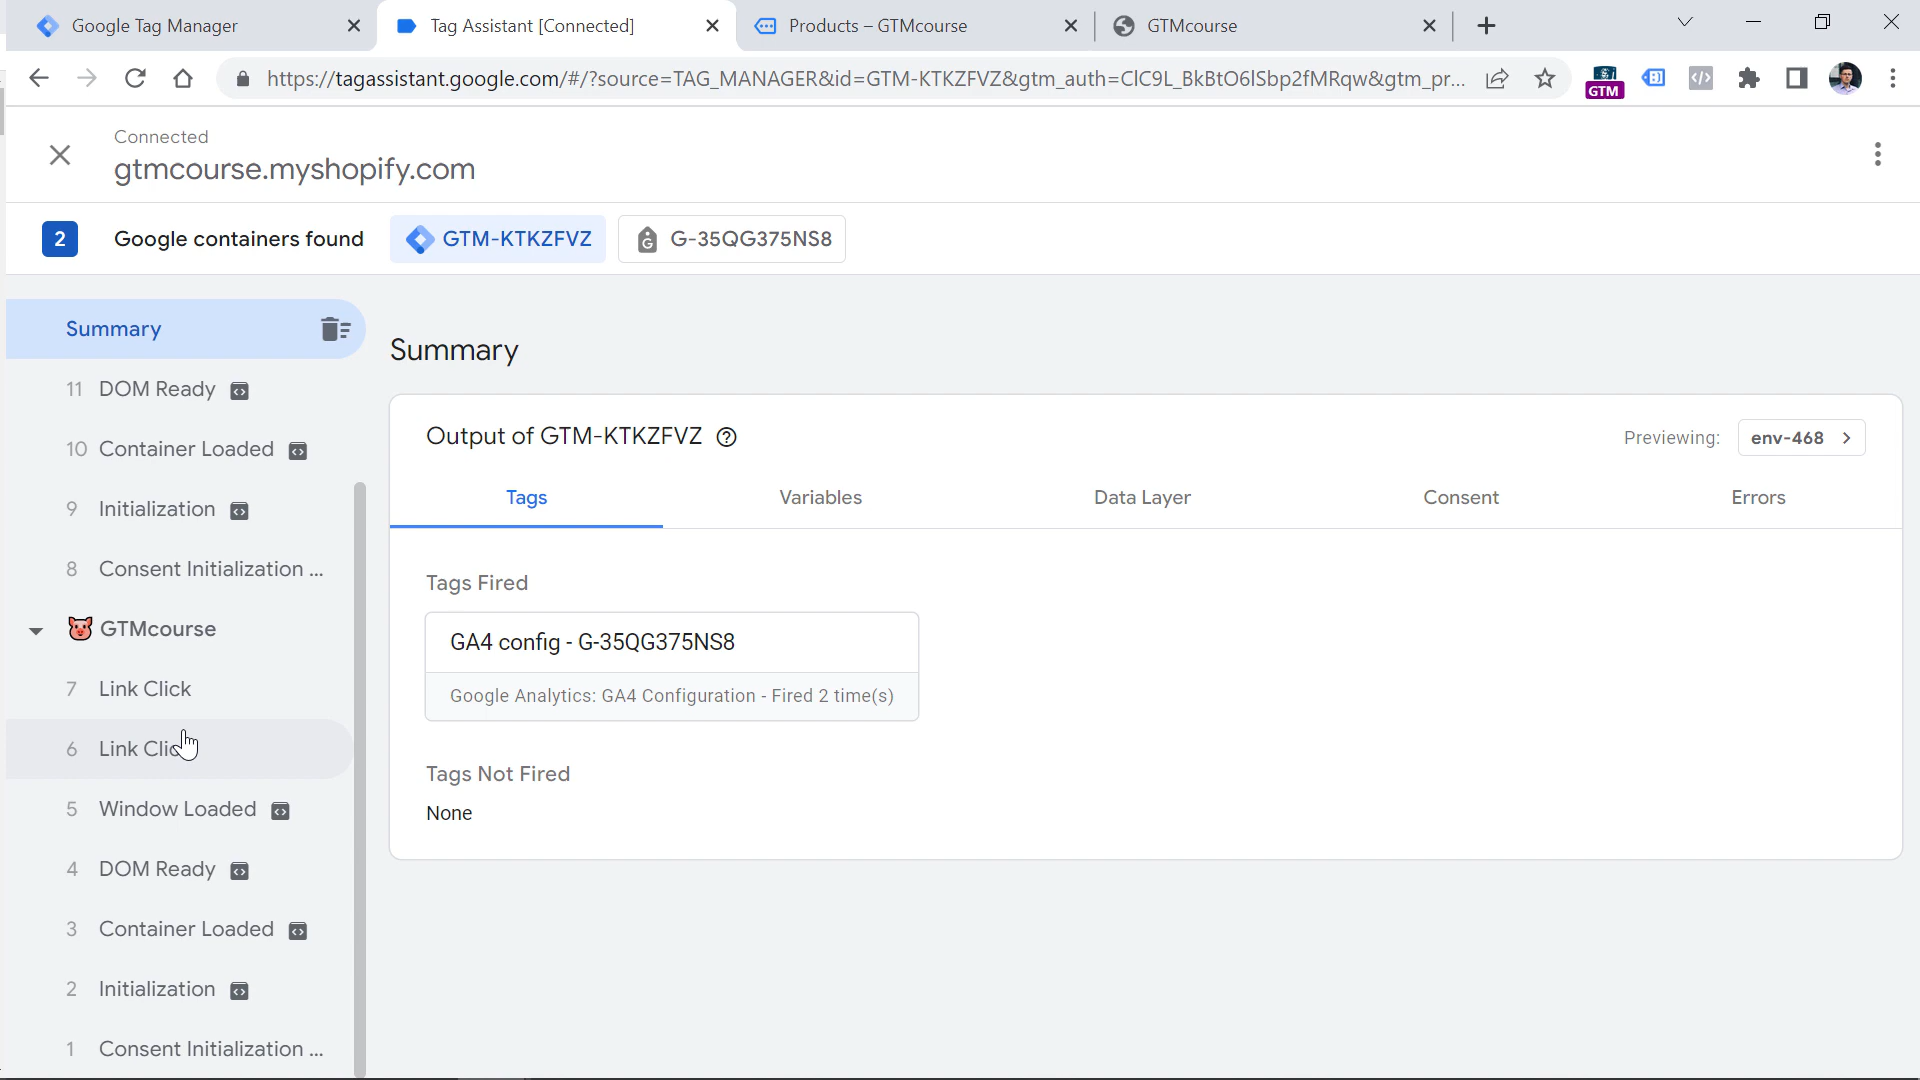 Google Tag Manager
Tag Assistant [Connected]
Products – GTMcourse
GTMcourse
https://tagassistant.google.com/#/?source=TAG_MANAGER&id=GTM-KTKZFVZ&gtm_auth=ClC9L_BkBtO6lSbp2fMRqw&gtm_pr...
GTM
Connected
gtmcourse.myshopify.com
2 Google containers found GTM-KTKZFVZ G-35QG375NS8
Summary
11 DOM Ready
10 Container Loaded
9 Initialization
8 Consent Initialization ...
GTMcourse
7 Link Click
6 Link Clic
5 Window Loaded
4 DOM Ready
3 Container Loaded
2 Initialization
1 Consent Initialization ...
Summary
Output of GTM-KTKZFVZ
Previewing: env-468
Tags Variables Data Layer Consent Errors
Tags Fired
GA4 config - G-35QG375NS8
Google Analytics: GA4 Configuration - Fired 2 time(s)
Tags Not Fired
None